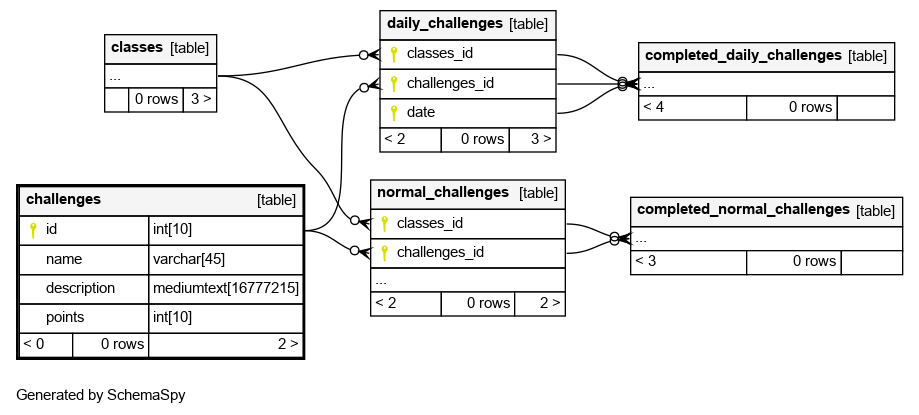 classes [table]
...
0 rows 3 >
daily_challenges [table]
classes_id
challenges_id
date
< 2 0 rows 3 >
completed_daily_challenges [table]
...
< 4 0 rows
challenges [table]
id int[10]
name varchar[45]
description mediumtext[16777215]
points int[10]
< 0 0 rows 2 >
normal_challenges [table]
classes_id
challenges_id
...
< 2 0 rows 2 >
completed_normal_challenges [table]
...
< 3 0 rows
Generated by SchemaSpy